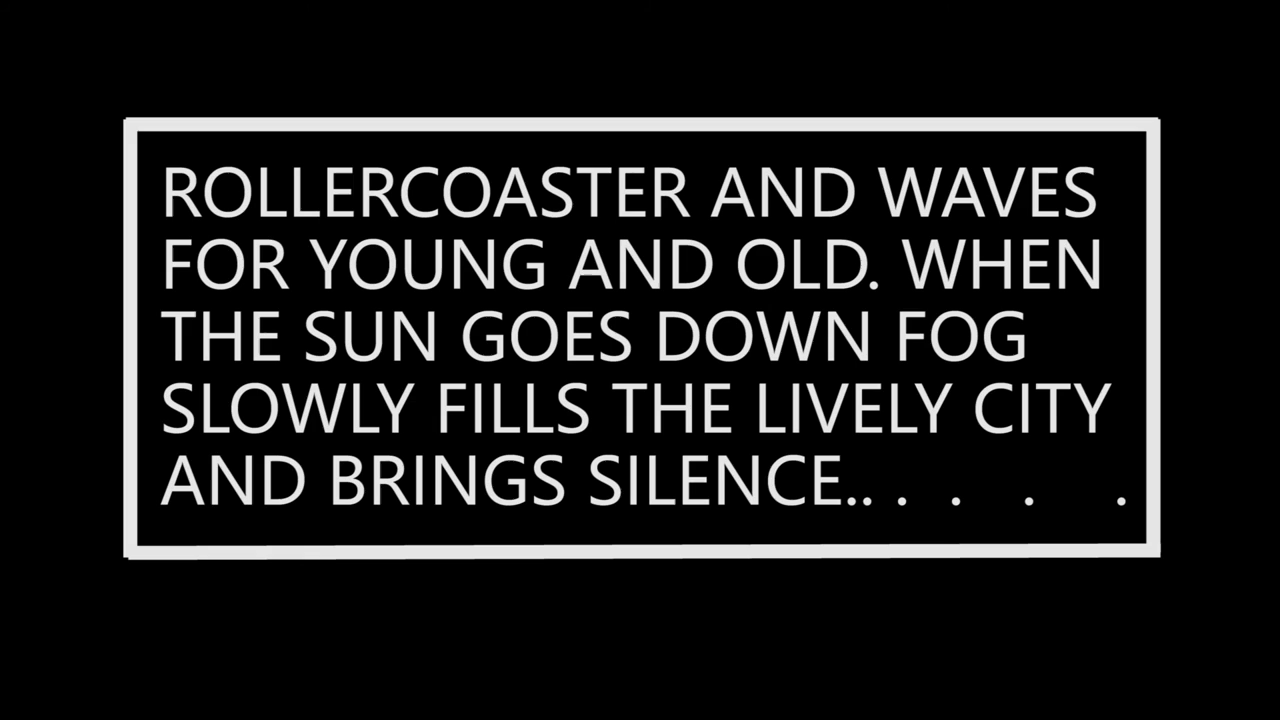 ROLLERCOASTER AND WAVES
FOR YOUNG AND OLD. WHEN
THE SUN GOES DOWN FOG
SLOWLY FILLS THE LIVELY CITY
AND BRINGS SILENCE.. .  .   .    .